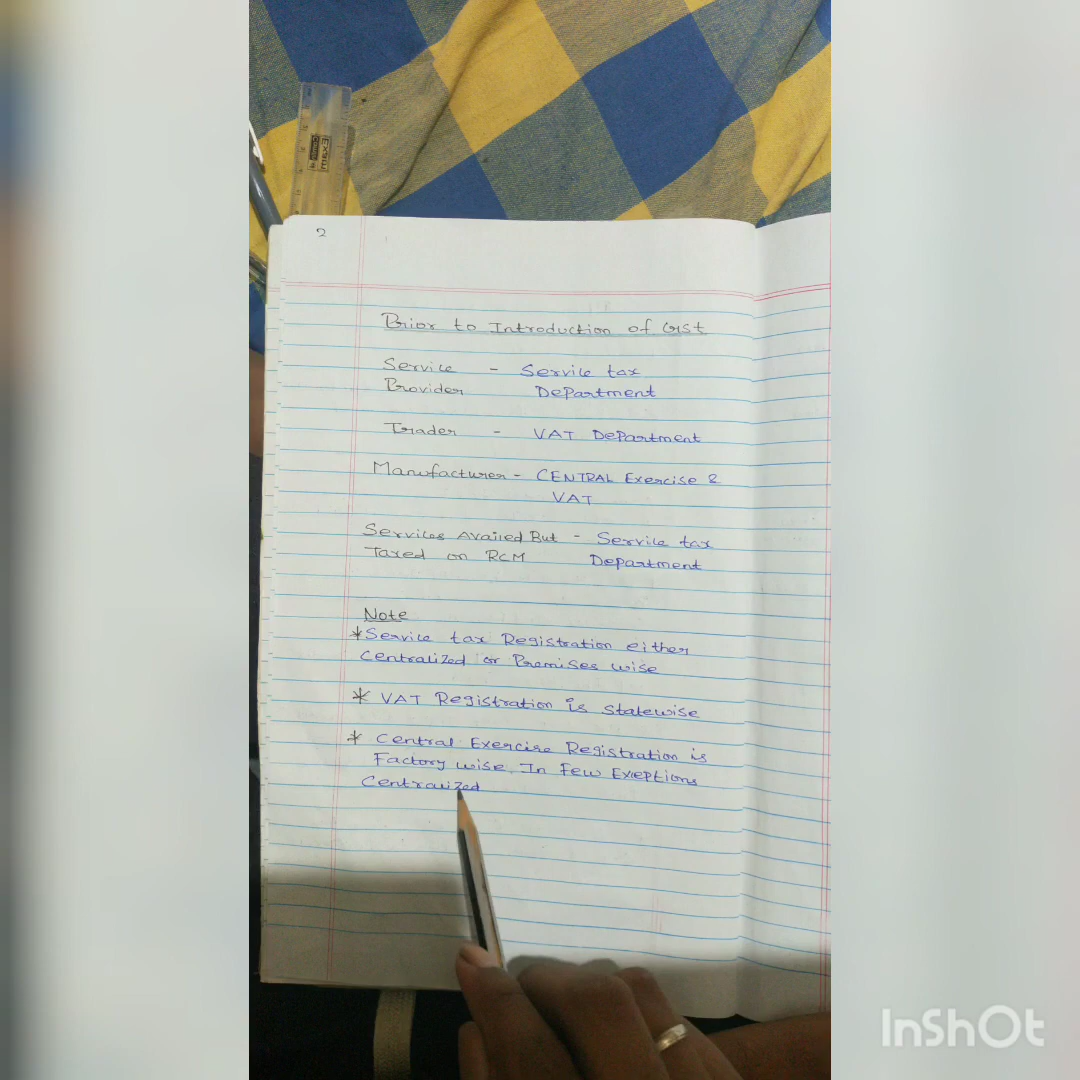 Exam
2
Prior to Introduction of GST
Service - Service tax
Provider Department
Trader - VAT Department
Manufacturer - CENTRAL Exercise &
VAT
Services Availed But - Service tax
Taxed on RCM Department
Note
* Service tax Registration either
Centralized or Premises wise
* VAT Registration is statewise
* Central Exercise Registration is
Factory wise. In Few Exeptions
Centralized
InShOt